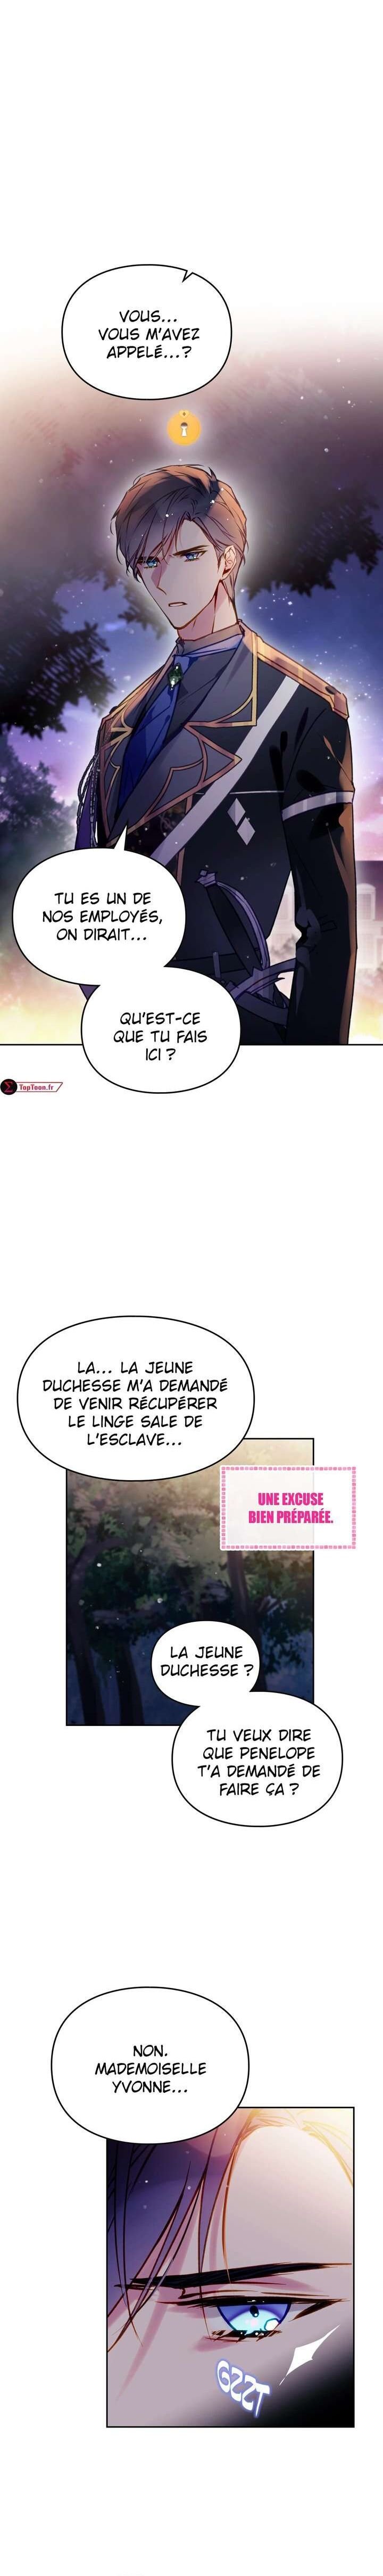 VOUS...
VOUS M'AVEZ
APPELÉ...?
TU ES UN DE
NOS EMPLOYÉS,
ON DIRAIT...
QU'EST-CE
QUE TU FAIS
ICI ?
TopToon.fr
LA... LA JEUNE
DUCHESSE M'A DEMANDÉ
DE VENIR RÉCUPÉRER
LE LINGE SALE DE
L'ESCLAVE...
UNE EXCUSE
BIEN PRÉPARÉE.
LA JEUNE
DUCHESSE ?
TU VEUX DIRE
QUE PENELOPE
T'A DEMANDÉ DE
FAIRE ÇA ?
NON.
MADEMOISELLE
YVONNE...
GZZT